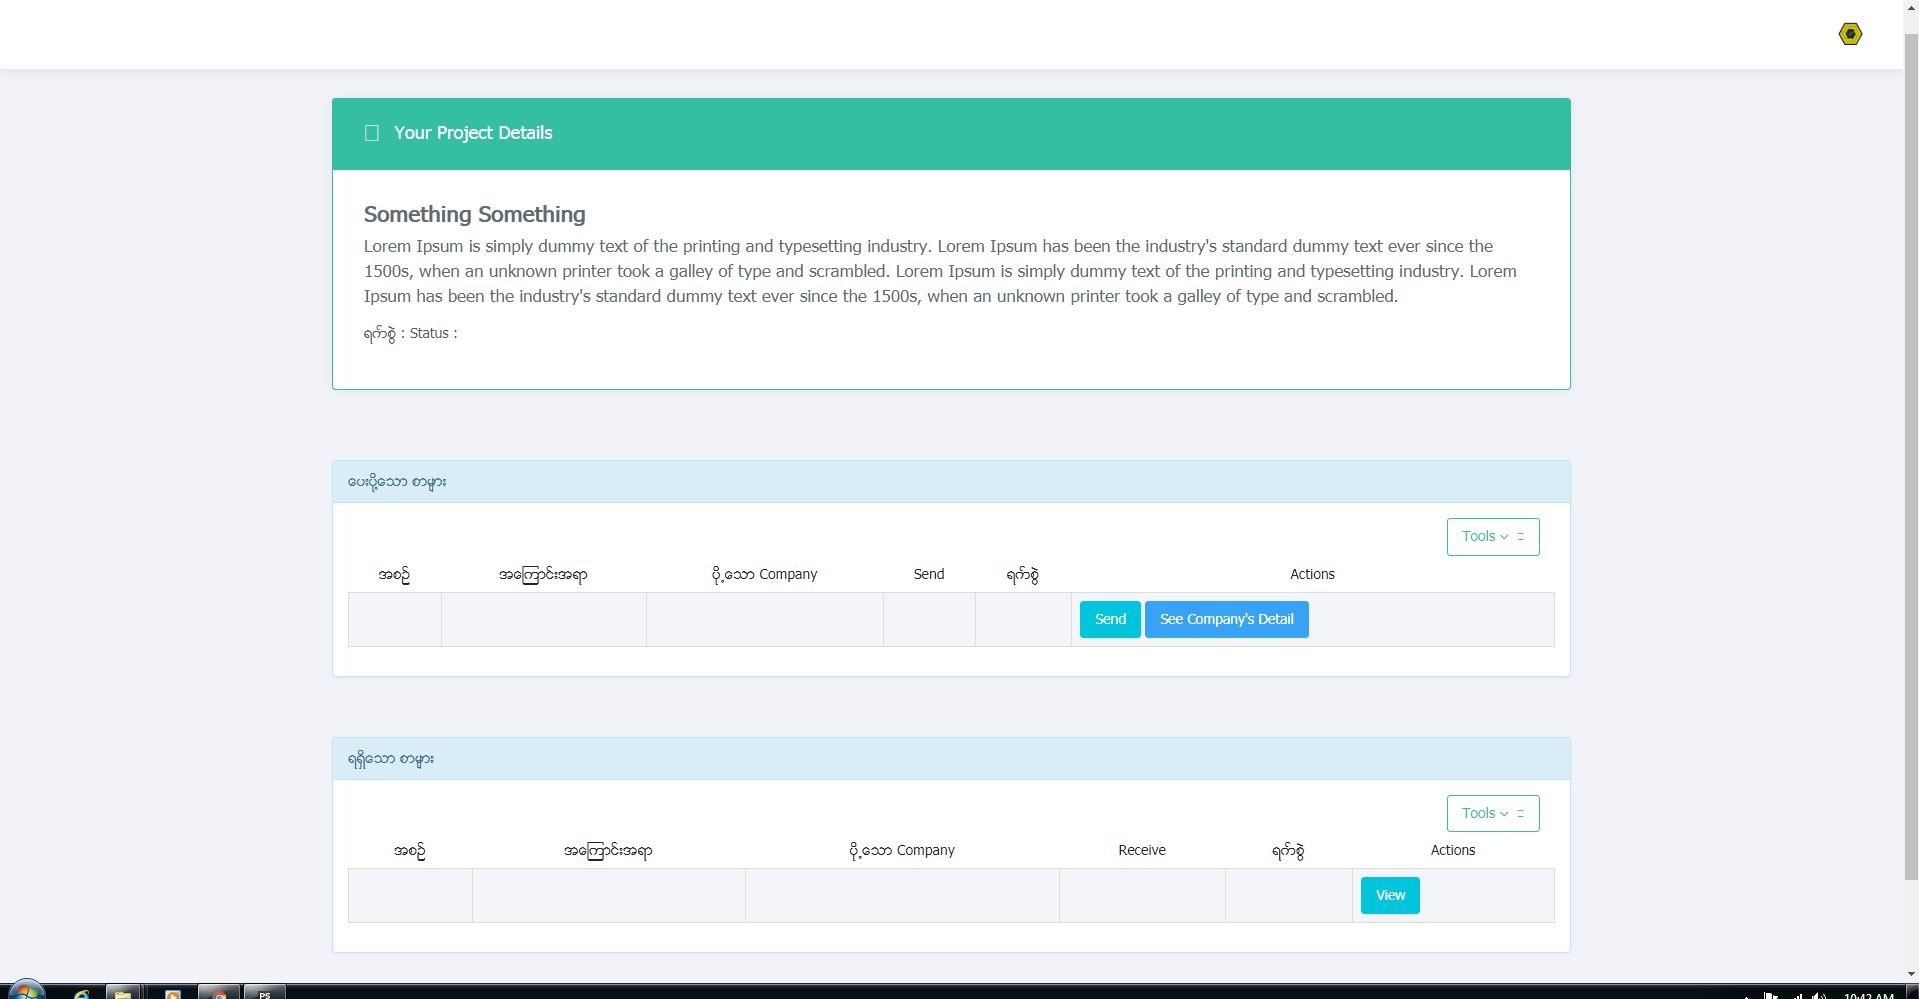 Your Project Details
Something Something
Lorem Ipsum is simply dummy text of the printing and typesetting industry. Lorem Ipsum has been the industry's standard dummy text ever since the
1500s, when an unknown printer took a galley of type and scrambled. Lorem Ipsum is simply dummy text of the printing and typesetting industry. Lorem
Ipsum has been the industry's standard dummy text ever since the 1500s, when an unknown printer took a galley of type and scrambled.
ရက်စွဲ : Status :
ပေးပို့သော စာများ
Tools
အစဉ် အကြောင်းအရာ ပို့သော Company Send ရက်စွဲ Actions
Send See Company's Detail
ရရှိသော စာများ
Tools
အစဉ် အကြောင်းအရာ ပို့သော Company Receive ရက်စွဲ Actions
View
PS 10:42 AM